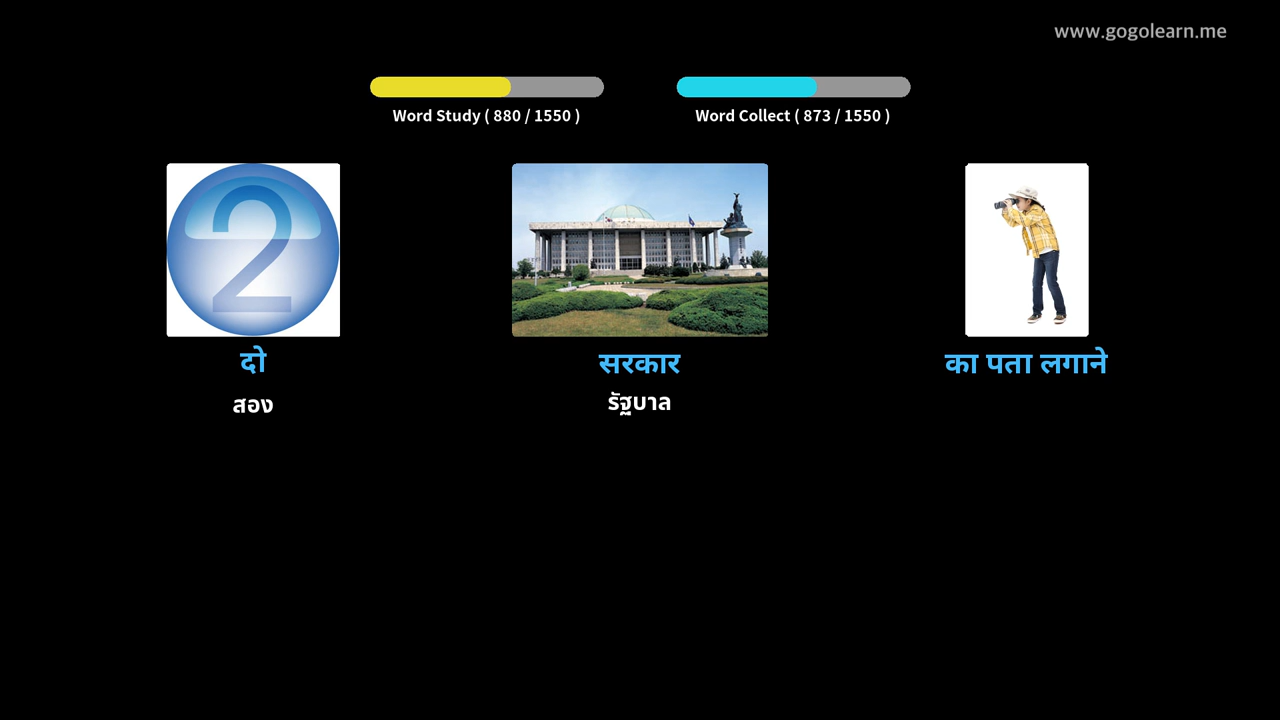 www.gogolearn.me
Word Study ( 880 / 1550 )
Word Collect ( 873 / 1550 )
2
दो
สอง
सरकार
รัฐบาล
का पता लगाने